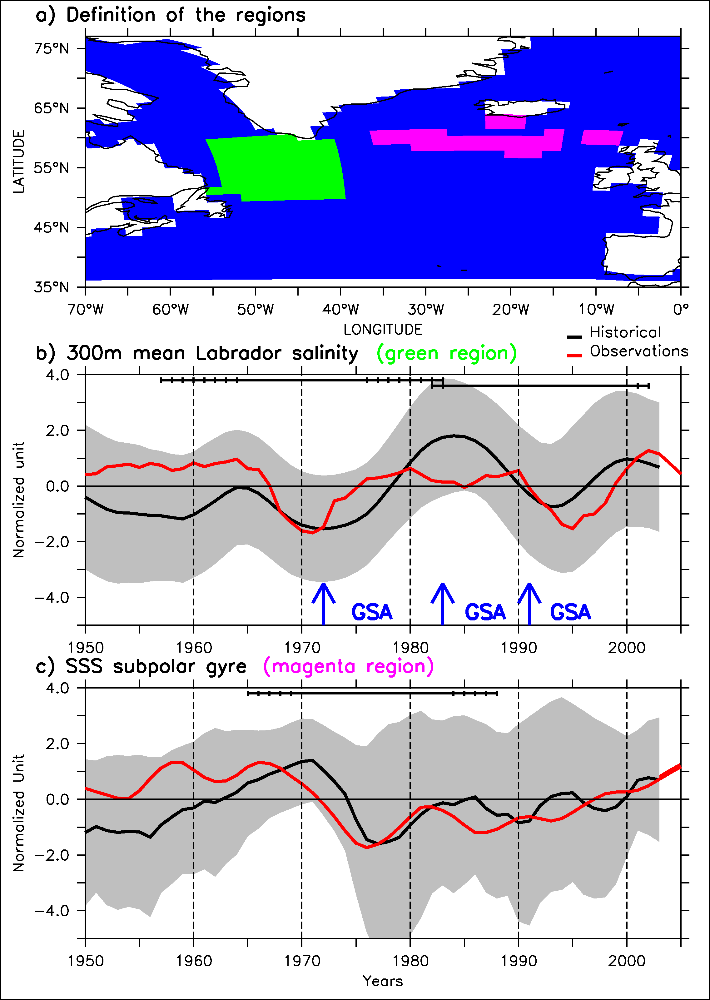 a) Definition of the regions
75°N
65°N
55°N
45°N
35°N
LATITUDE
70°W 60°W 50°W 40°W 30°W 20°W 10°W 0°
LONGITUDE
Historical
Observations
b) 300m mean Labrador salinity (green region)
4.0
2.0
0.0
−2.0
−4.0
Normalized unit
GSA GSA GSA
1950 1960 1970 1980 1990 2000
c) SSS subpolar gyre (magenta region)
4.0
2.0
0.0
−2.0
−4.0
Normalized Unit
1950 1960 1970 1980 1990 2000
Years